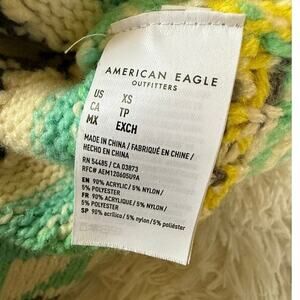 AMERICAN EAGLE
OUTFITTERS
US XS
CA TP
MX EXCH
MADE IN CHINA / FABRIQUÉ EN CHINE /
HECHO EN CHINA
RN 54485 / CA 03873
RFC# AEM120605U9A
EN 90% ACRYLIC / 5% NYLON /
5% POLYESTER
FR 90% ACRYLIQUE / 5% NYLON /
5% POLYESTER
SP 90% acrílico / 5% nylon / 5% poliéster